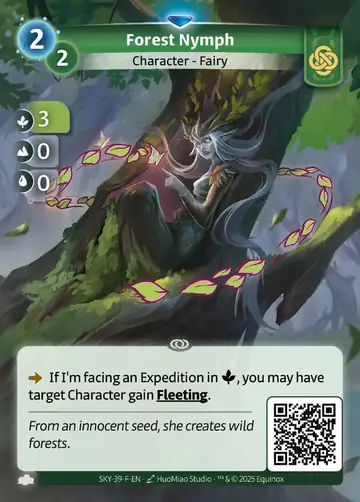 2
2
Forest Nymph
Character - Fairy
3
0
0
If I'm facing an Expedition in , you may have
target Character gain Fleeting.
From an innocent seed, she creates wild
forests.
SKY-39-F-EN - HuoMiao Studio - ™ & © 2025 Equinox